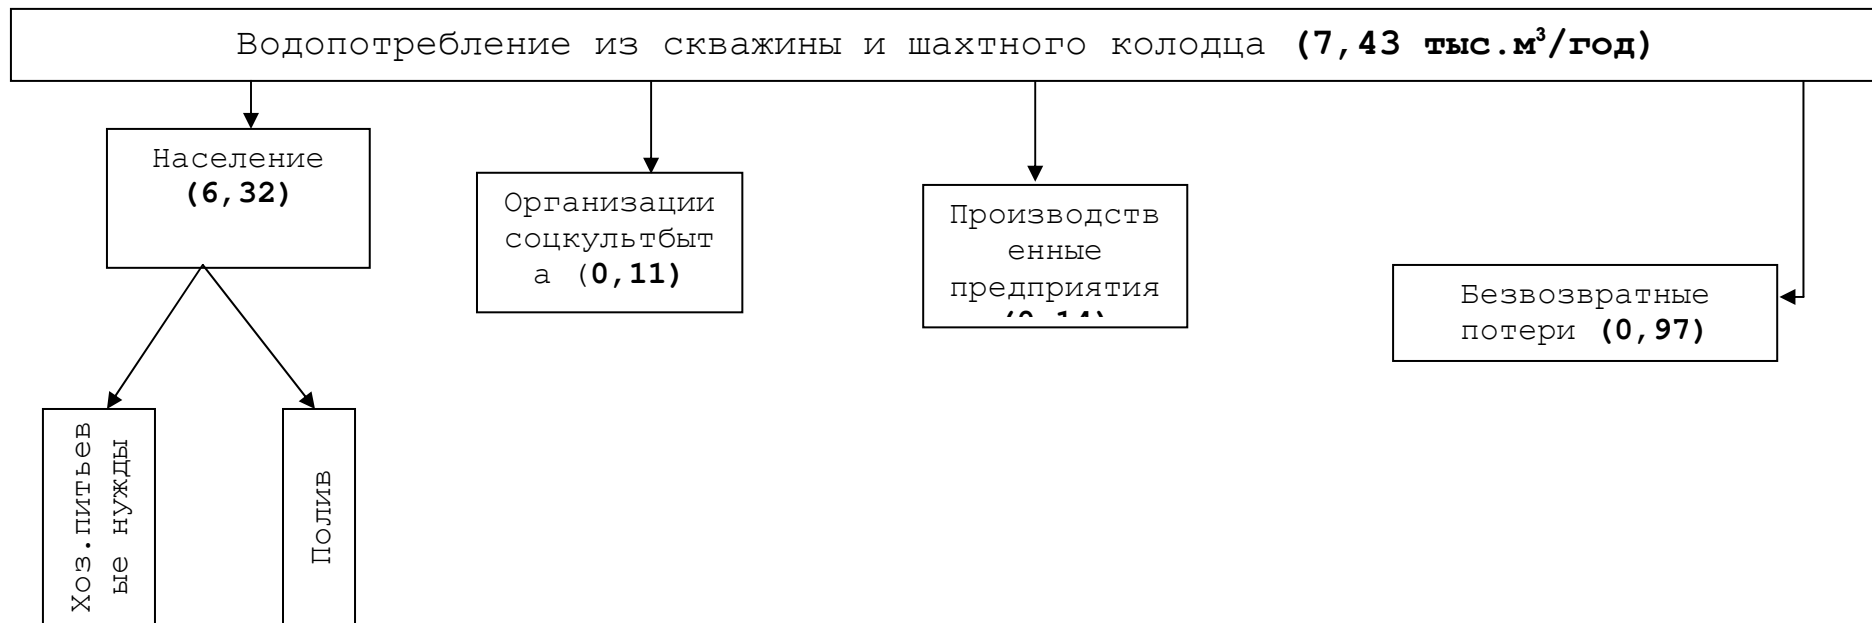 Водопотребление из скважины и шахтного колодца (7,43 тыс.м³/год)
Население
(6,32)
Организации
соцкультбыт
а (0,11)
Производств
енные
предприятия
Безвозвратные
потери (0,97)
Хоз.питьев
ые нужды
Полив